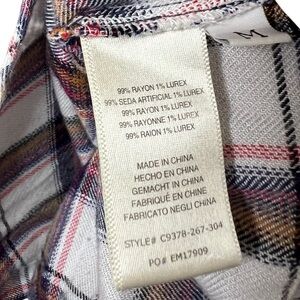 M
99% RAYON 1% LUREX
99% SEDA ARTIFICIAL 1% LUREX
99% RAYON 1% LUREX
99% RAYONNE 1% LUREX
99% RAION 1% LUREX
MADE IN CHINA
HECHO EN CHINA
GEMACHT IN CHINA
FABRIQUÉ EN CHINE
FABRICATO NEGLI CHINA
STYLE# C9378-267-304
PO# EM17909